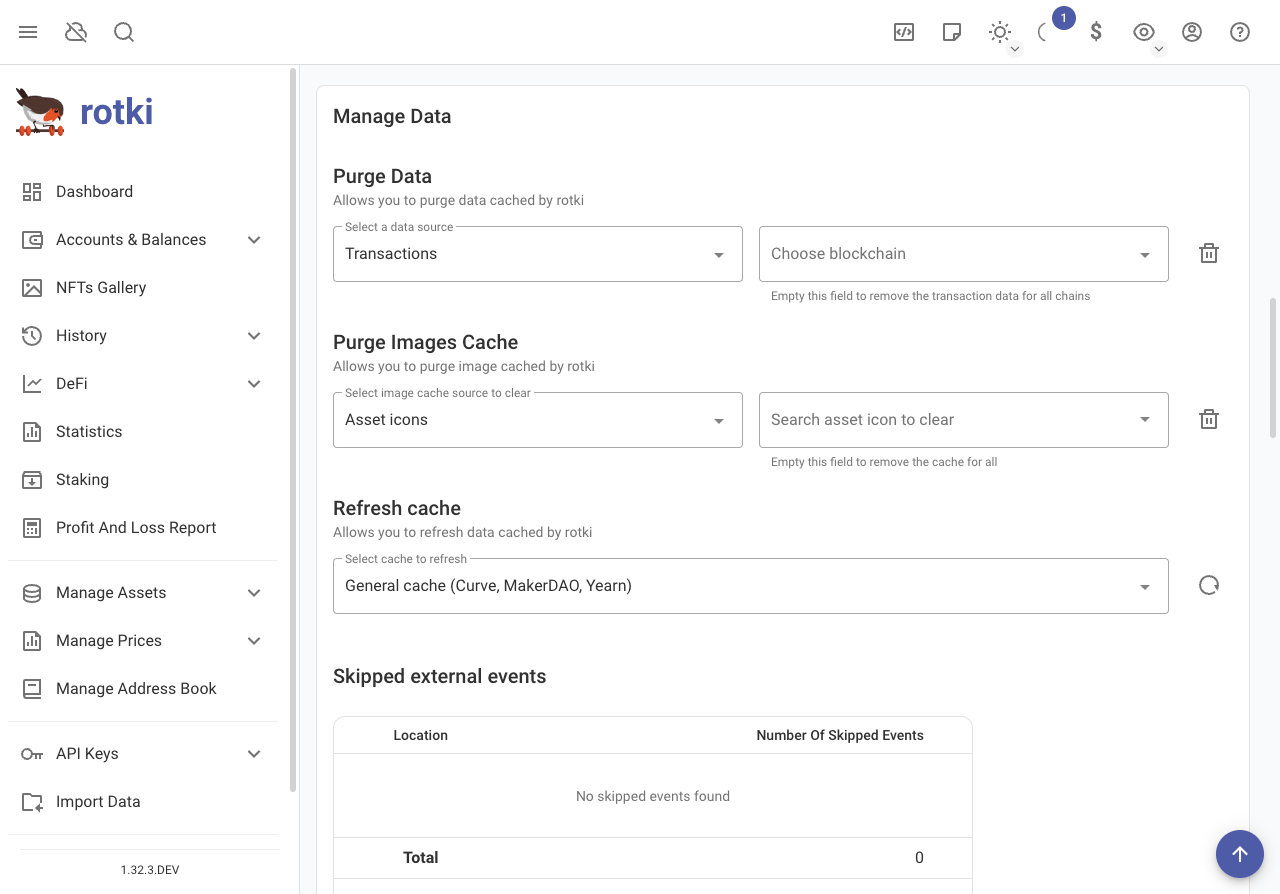 1
rotki
Dashboard
Accounts & Balances
NFTs Gallery
History
DeFi
Statistics
Staking
Profit And Loss Report
Manage Assets
Manage Prices
Manage Address Book
API Keys
Import Data
1.32.3.DEV
Manage Data
Purge Data
Allows you to purge data cached by rotki
Select a data source
Transactions
Choose blockchain
Empty this field to remove the transaction data for all chains
Purge Images Cache
Allows you to purge image cached by rotki
Select image cache source to clear
Asset icons
Search asset icon to clear
Empty this field to remove the cache for all
Refresh cache
Allows you to refresh data cached by rotki
Select cache to refresh
General cache (Curve, MakerDAO, Yearn)
Skipped external events
Location Number Of Skipped Events
No skipped events found
Total 0